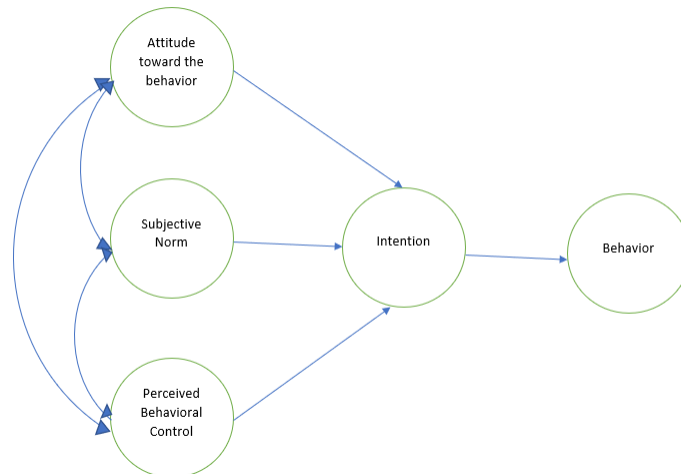 Attitude
toward the
behavior
Subjective
Norm
Intention
Behavior
Perceived
Behavioral
Control